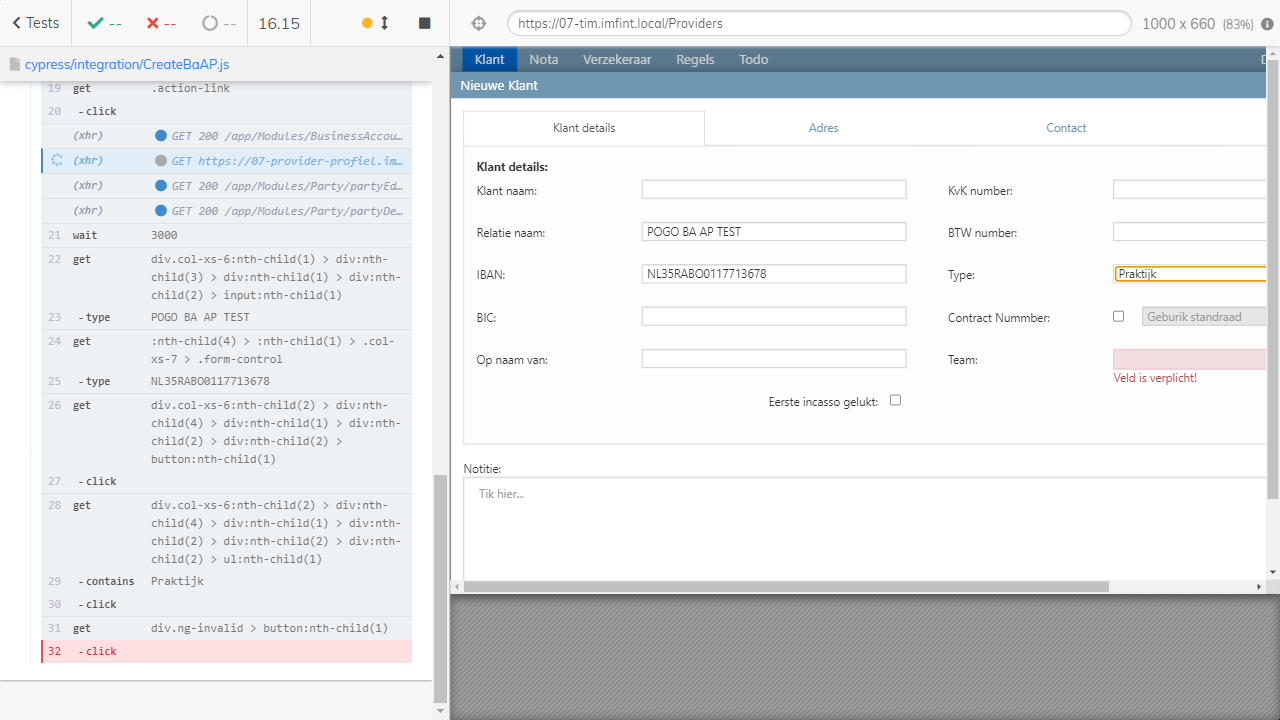 Tests
--
--
--
16.15
https://07-tim.imfint.local/Providers
1000 x 660 (83%)
cypress/integration/CreateBaAP.js
19 get .action-link
20 - click
(xhr) GET 200 /app/Modules/BusinessAccou…
(xhr) GET https://07-provider-profiel.im…
(xhr) GET 200 /app/Modules/Party/partyEd…
(xhr) GET 200 /app/Modules/Party/partyDe…
21 wait 3000
22 get div.col-xs-6:nth-child(1) > div:nth-
child(3) > div:nth-child(1) > div:nth-
child(2) > input:nth-child(1)
23 - type POGO BA AP TEST
24 get :nth-child(4) > :nth-child(1) > .col-
xs-7 > .form-control
25 - type NL35RABO0117713678
26 get div.col-xs-6:nth-child(2) > div:nth-
child(4) > div:nth-child(1) > div:nth-
child(2) > div:nth-child(2) >
button:nth-child(1)
27 - click
28 get div.col-xs-6:nth-child(2) > div:nth-
child(4) > div:nth-child(1) > div:nth-
child(2) > div:nth-child(2) > div:nth-
child(2) > ul:nth-child(1)
29 - contains Praktijk
30 - click
31 get div.ng-invalid > button:nth-child(1)
32 - click
Klant Nota Verzekeraar Regels Todo
Nieuwe Klant
Klant details Adres Contact
Klant details:
Klant naam: KvK number:
Relatie naam: POGO BA AP TEST BTW number:
IBAN: NL35RABO0117713678 Type: Praktijk
BIC: Contract Nummber: Geburik standraad
Op naam van: Team:
Veld is verplicht!
Eerste incasso gelukt:
Notitie:
Tik hier...